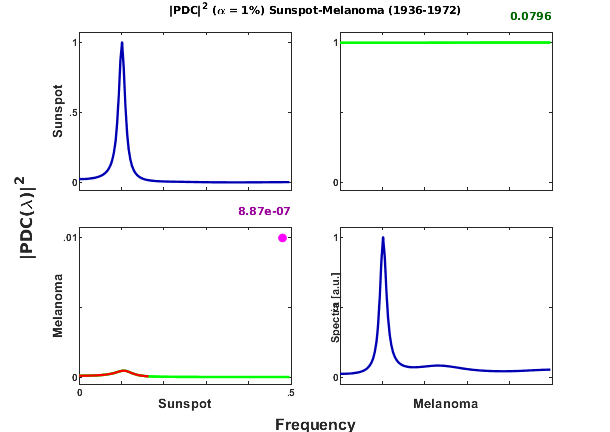 |PDC|² (α = 1%) Sunspot-Melanoma (1936-1972)
0.0796
1
.5
0
Sunspot
1
0
8.87e-07
|PDC(λ)|²
.01
0
Melanoma
0
.5
Sunspot
1
.5
0
Spectra [a.u.]
Melanoma
Frequency